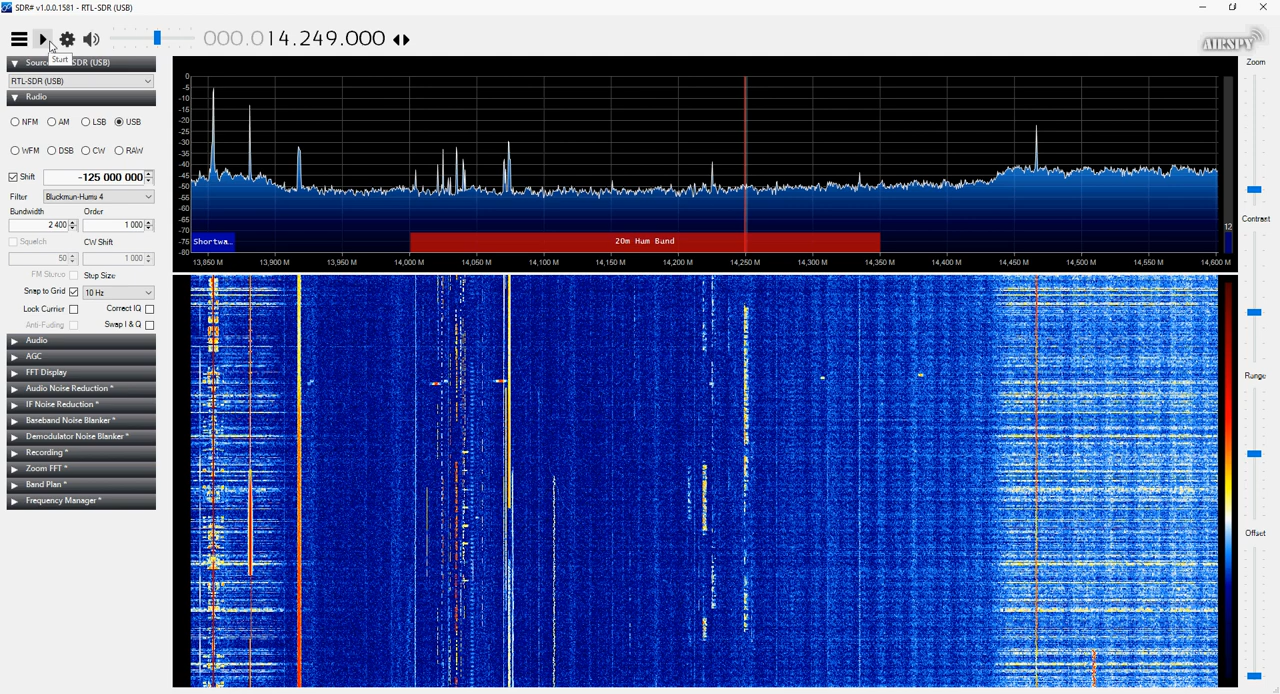 SDR# v1.0.0.1581 - RTL-SDR (USB)
000.014.249.000
AIRSPY
Start
Source: RTL-SDR (USB)
RTL-SDR (USB)
Radio
NFM AM LSB USB
WFM DSB CW RAW
Shift -125 000 000
Filter Blackman-Harris 4
Bandwidth Order
2 400 1 000
Squelch CW Shift
50 1 000
FM Stereo Step Size
Snap to Grid 10 Hz
Lock Carrier Correct IQ
Anti-Fading Swap I & Q
Audio
AGC
FFT Display
Audio Noise Reduction *
IF Noise Reduction *
Baseband Noise Blanker *
Demodulator Noise Blanker *
Recording *
Zoom FFT *
Band Plan *
Frequency Manager *
0
-5
-10
-15
-20
-25
-30
-35
-40
-45
-50
-55
-60
-65
-70
-75
-80
Shortwa...
20m Ham Band
12
13,850 M 13,900 M 13,950 M 14,000 M 14,050 M 14,100 M 14,150 M 14,200 M 14,250 M 14,300 M 14,350 M 14,400 M 14,450 M 14,500 M 14,550 M 14,600 M
Zoom
Contrast
Range
Offset